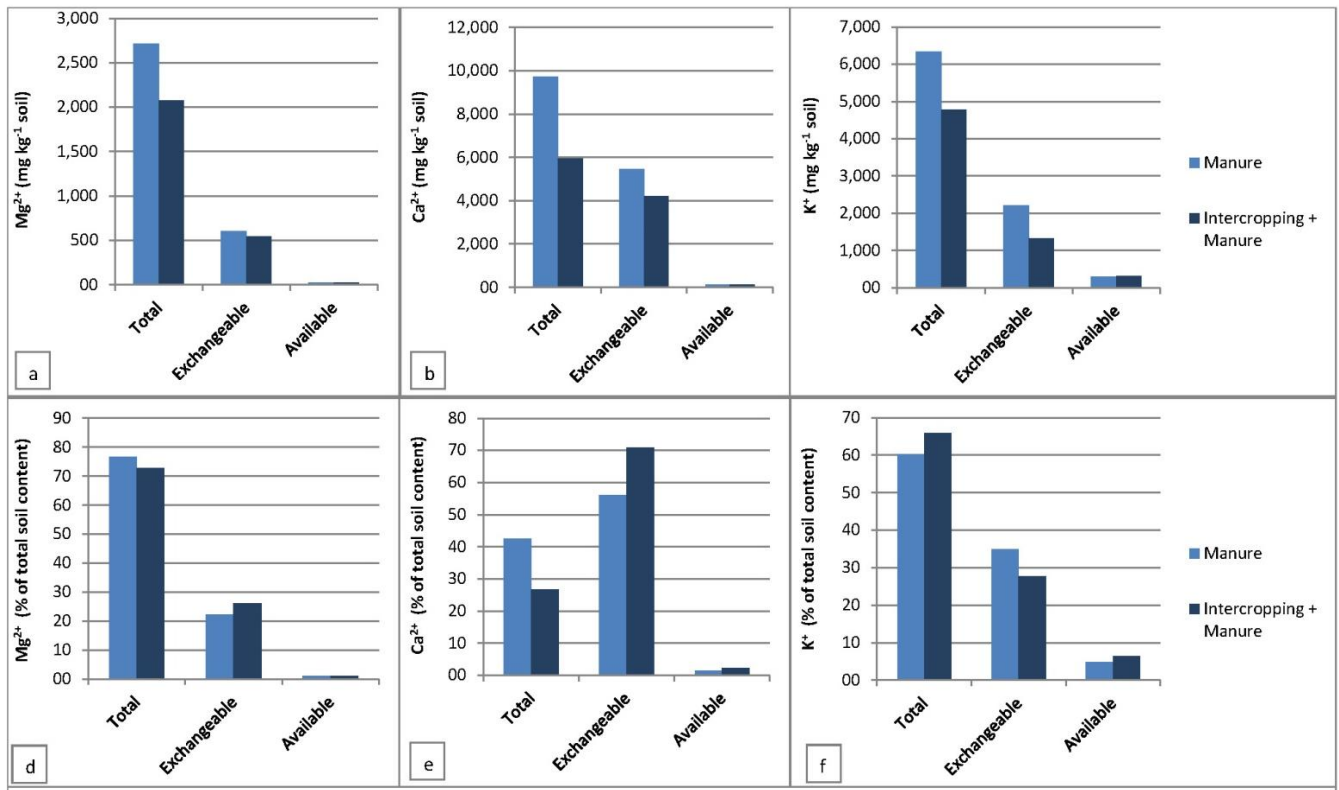 3,000
2,500
2,000
1,500
1,000
500
00
Mg²⁺ (mg kg⁻¹ soil)
Total
Exchangeable
Available
a
12,000
10,000
8,000
6,000
4,000
2,000
00
Ca²⁺ (mg kg⁻¹ soil)
Total
Exchangeable
Available
b
7,000
6,000
5,000
4,000
3,000
2,000
1,000
00
K⁺ (mg kg⁻¹ soil)
Total
Exchangeable
Available
Manure
Intercropping +
Manure
90
80
70
60
50
40
30
20
10
00
Mg²⁺ (% of total soil content)
Total
Exchangeable
Available
d
80
70
60
50
40
30
20
10
00
Ca²⁺ (% of total soil content)
Total
Exchangeable
Available
e
70
60
50
40
30
20
10
00
K⁺ (% of total soil content)
Total
Exchangeable
Available
f
Manure
Intercropping +
Manure